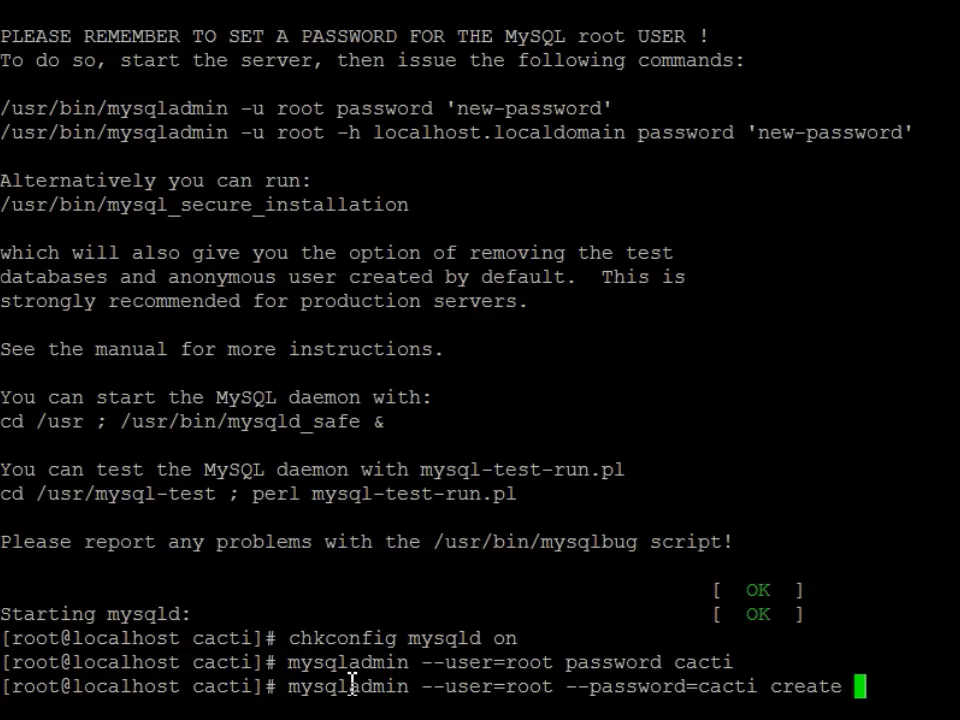 PLEASE REMEMBER TO SET A PASSWORD FOR THE MySQL root USER !
To do so, start the server, then issue the following commands:
/usr/bin/mysqladmin -u root password 'new-password'
/usr/bin/mysqladmin -u root -h localhost.localdomain password 'new-password'
Alternatively you can run:
/usr/bin/mysql_secure_installation
which will also give you the option of removing the test
databases and anonymous user created by default.  This is
strongly recommended for production servers.
See the manual for more instructions.
You can start the MySQL daemon with:
cd /usr ; /usr/bin/mysqld_safe &
You can test the MySQL daemon with mysql-test-run.pl
cd /usr/mysql-test ; perl mysql-test-run.pl
Please report any problems with the /usr/bin/mysqlbug script!
[  OK  ]
Starting mysqld: [  OK  ]
[root@localhost cacti]# chkconfig mysqld on
[root@localhost cacti]# mysqladmin --user=root password cacti
[root@localhost cacti]# mysqladmin --user=root --password=cacti create